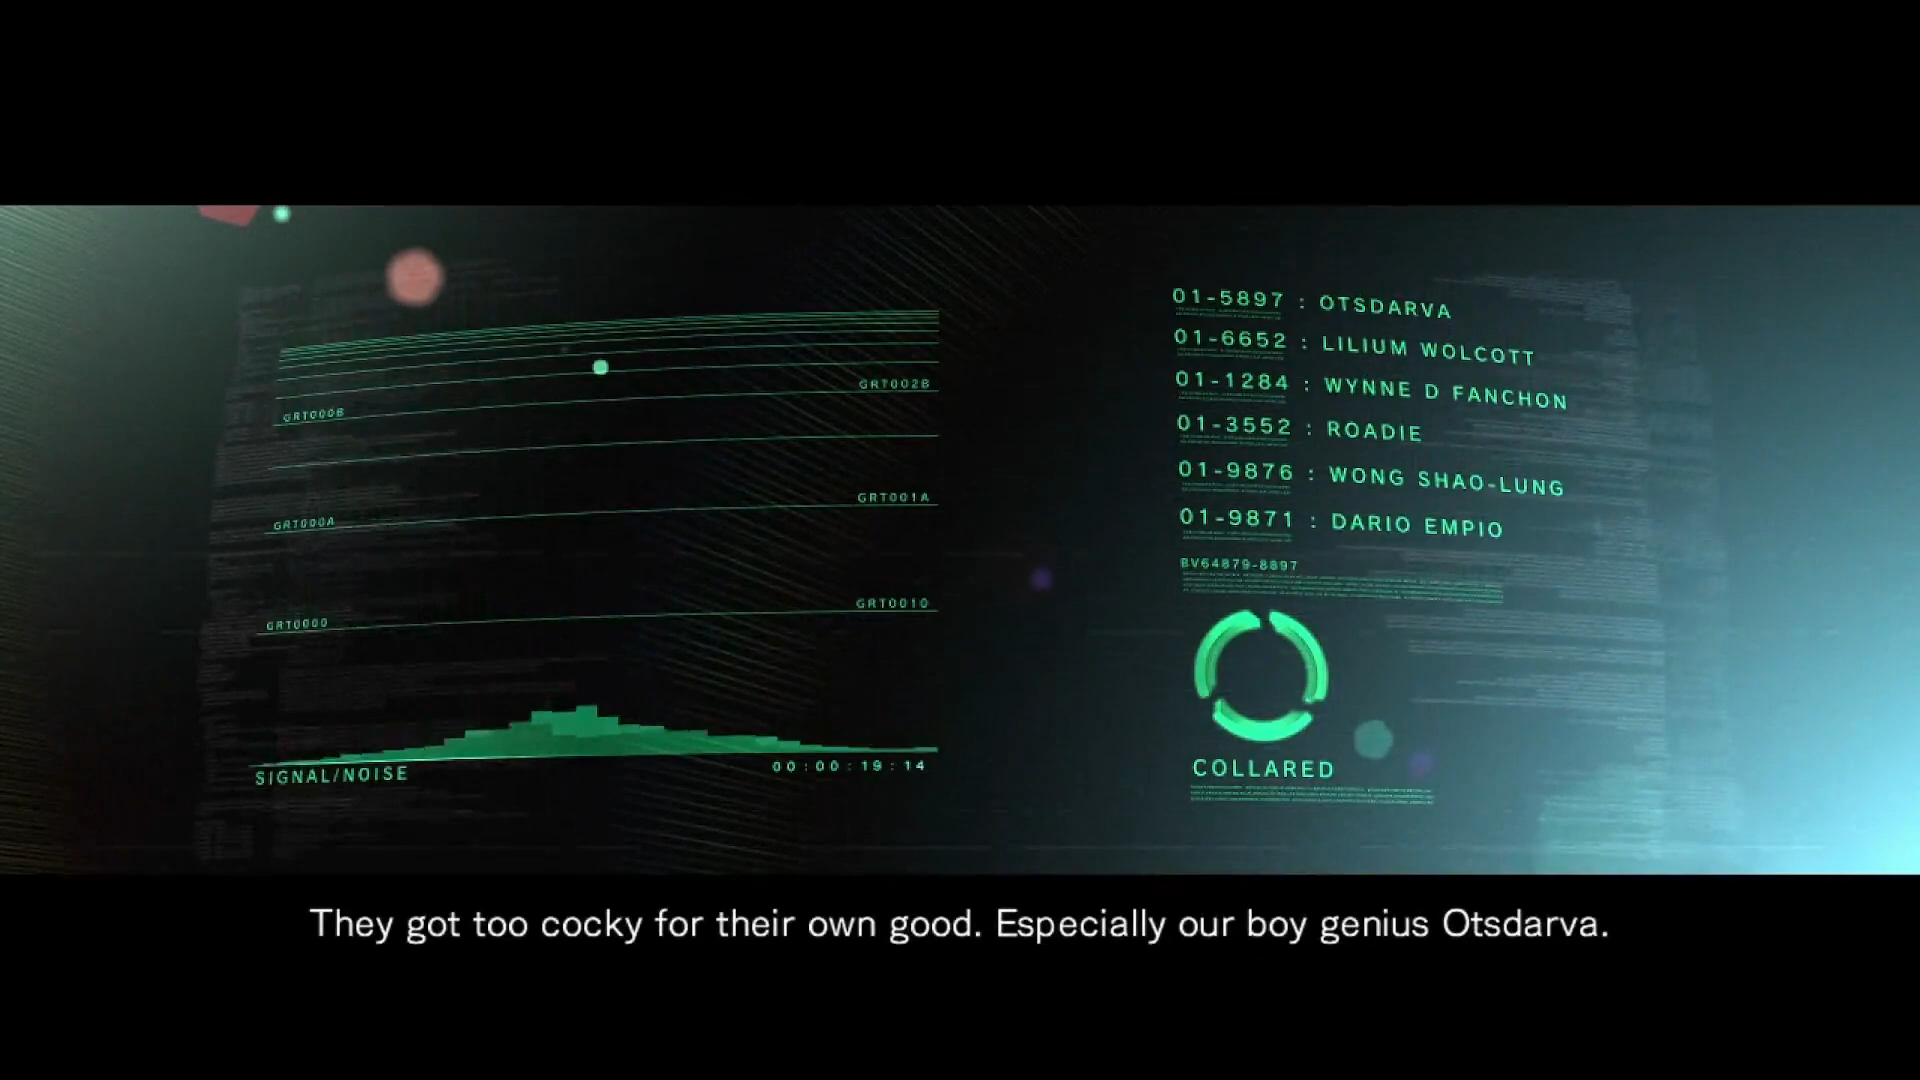 GRT002B
GRT000B
GRT001A
GRT000A
GRT0010
GRT0000
SIGNAL/NOISE
00:00:19:14
01-5897 : OTSDARVA
01-6652 : LILIUM WOLCOTT
01-1284 : WYNNE D FANCHON
01-3552 : ROADIE
01-9876 : WONG SHAO-LUNG
01-9871 : DARIO EMPIO
BV64879-8897
COLLARED
They got too cocky for their own good. Especially our boy genius Otsdarva.